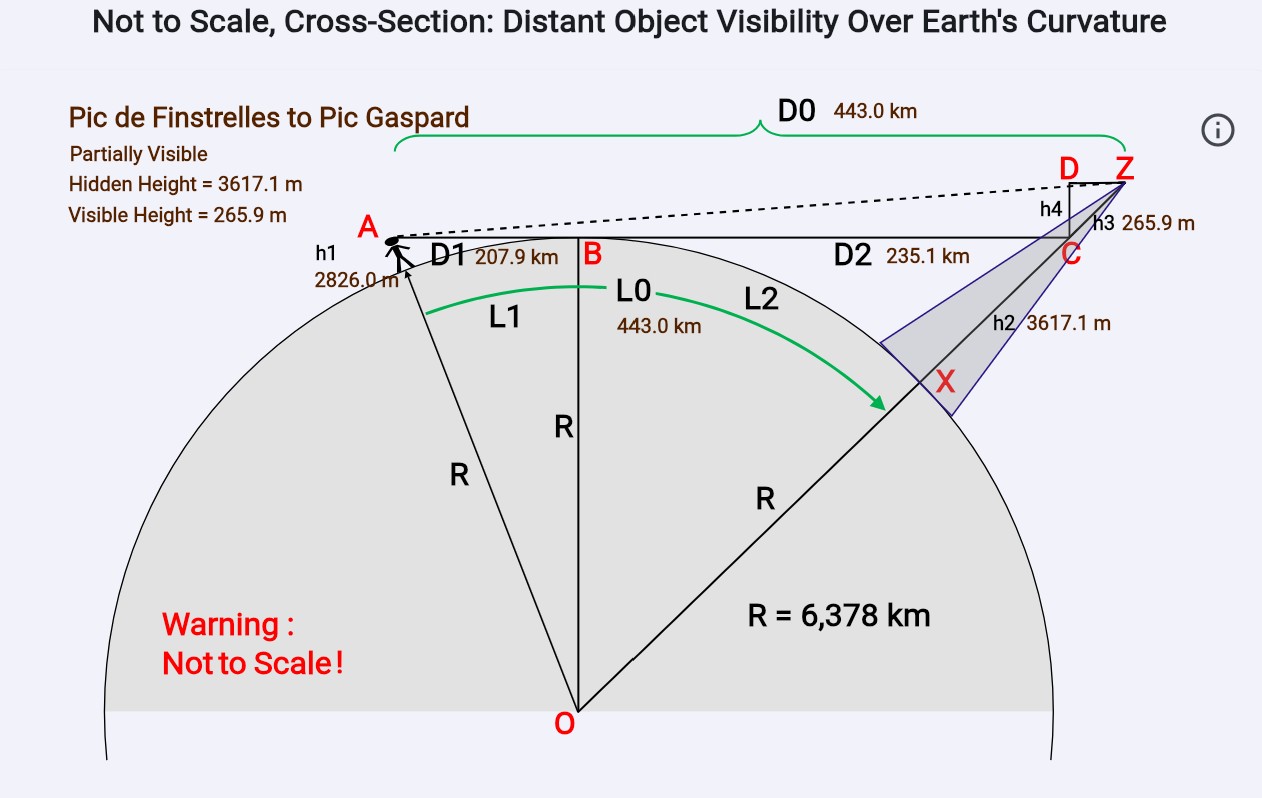 Not to Scale, Cross-Section: Distant Object Visibility Over Earth's Curvature
Pic de Finstrelles to Pic Gaspard
Partially Visible
Hidden Height = 3617.1 m
Visible Height = 265.9 m
D0 443.0 km
D Z
h4
h3 265.9 m
A
h1
2826.0 m
D1 207.9 km
B
D2 235.1 km
C
L1
L0
443.0 km
L2
h2 3617.1 m
X
R
R
R
R = 6,378 km
Warning :
Not to Scale!
O